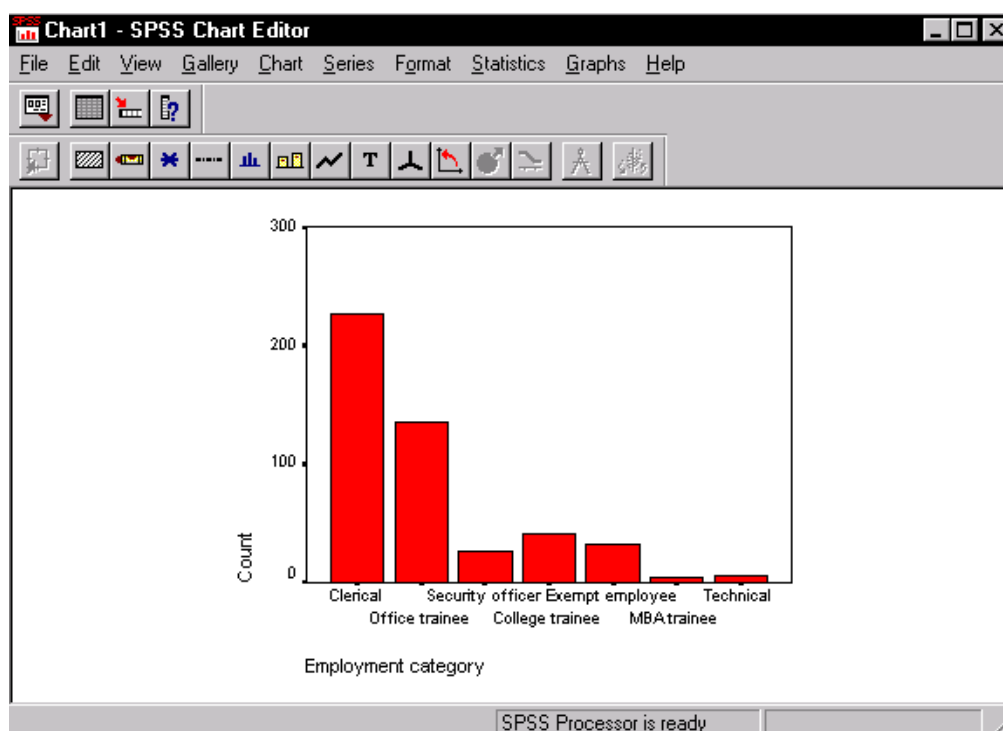 SPSS
Chart1 - SPSS Chart Editor
File Edit View Gallery Chart Series Format Statistics Graphs Help
T
300
200
100
0
Count
Clerical Security officer Exempt employee Technical
Office trainee College trainee MBA trainee
Employment category
SPSS Processor is ready